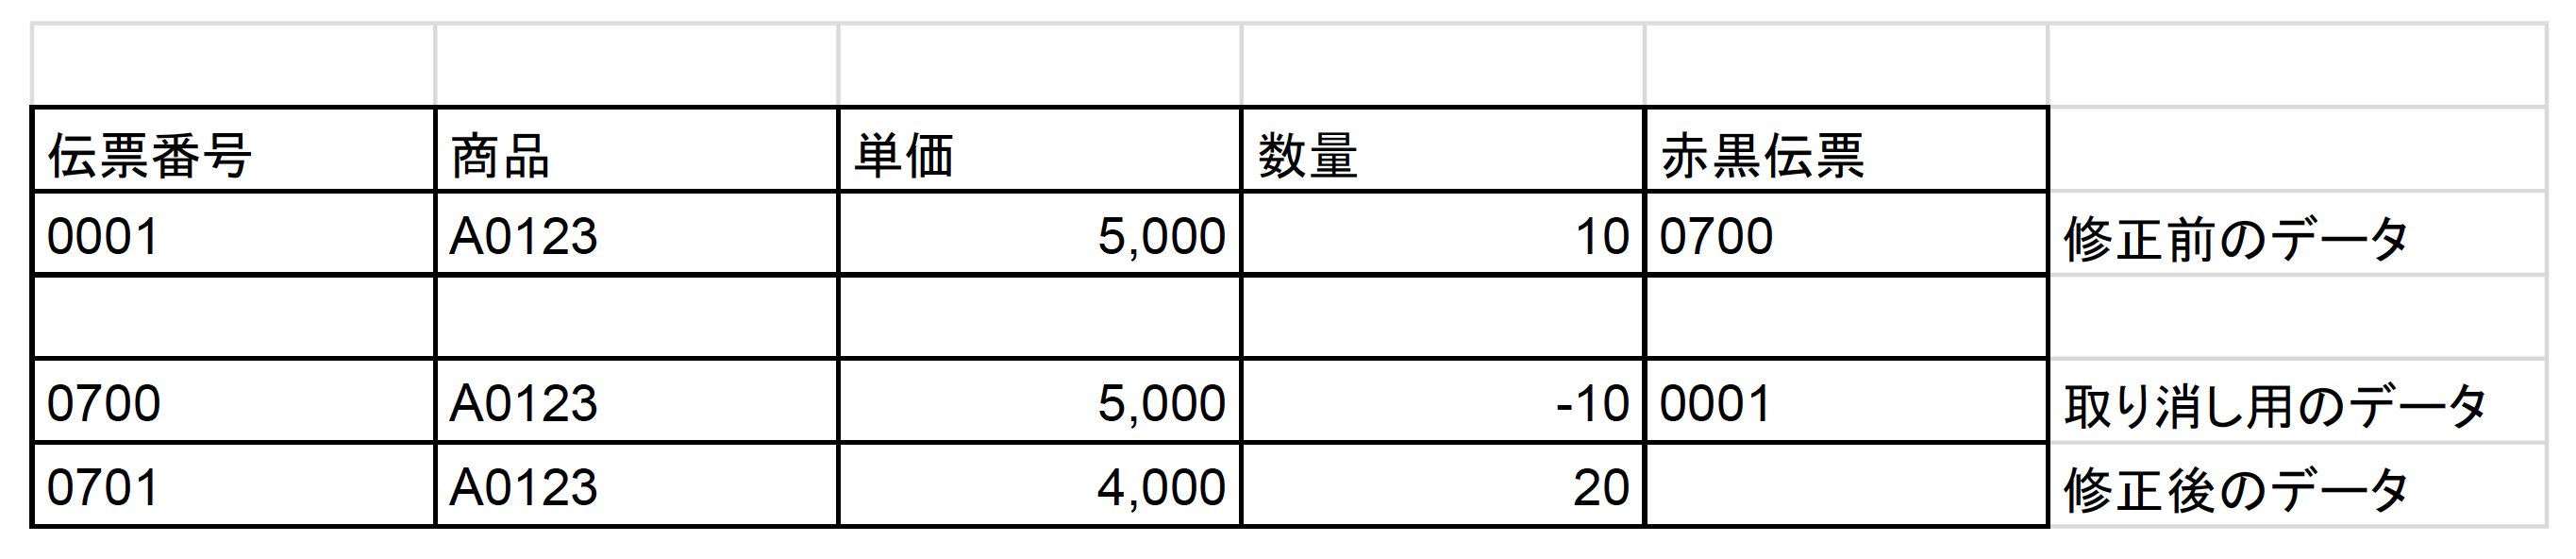 伝票番号 商品 単価 数量 赤黒伝票
0001 A0123 5,000 10 0700 修正前のデータ
0700 A0123 5,000 -10 0001 取り消し用のデータ
0701 A0123 4,000 20 修正後のデータ